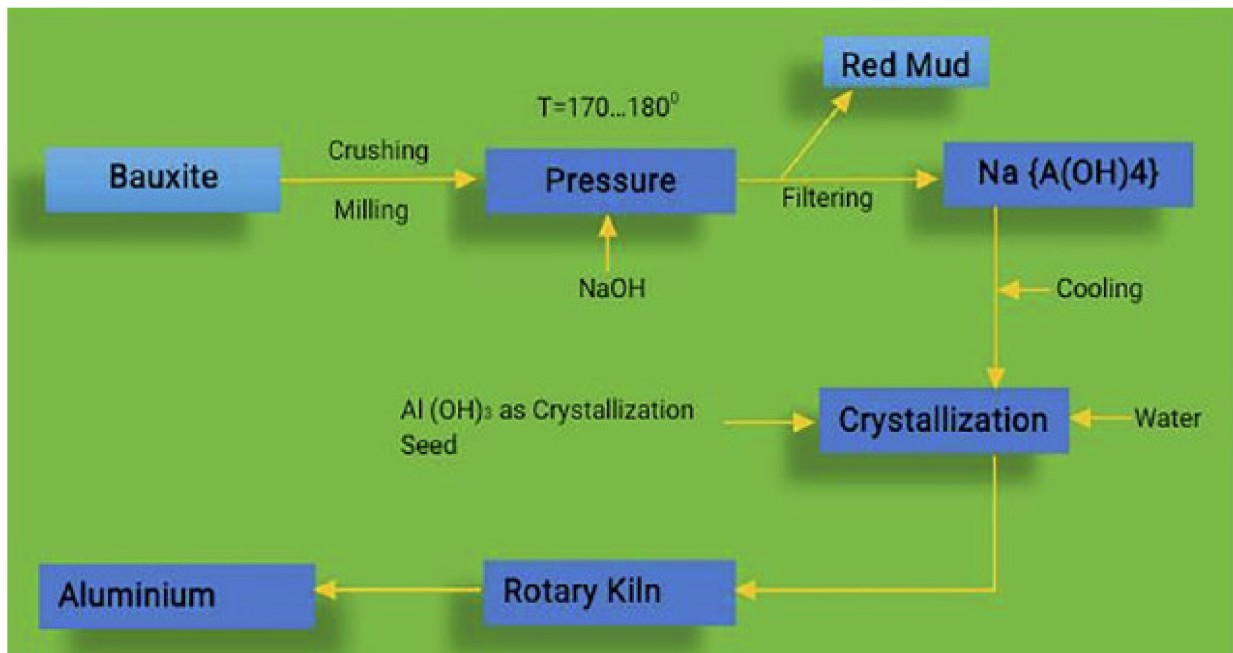 Red Mud
T=170...180⁰
Bauxite
Crushing
Milling
Pressure
Filtering
Na {A(OH)4}
NaOH
Cooling
Al (OH)₃ as Crystallization
Seed
Crystallization
Water
Aluminium
Rotary Kiln